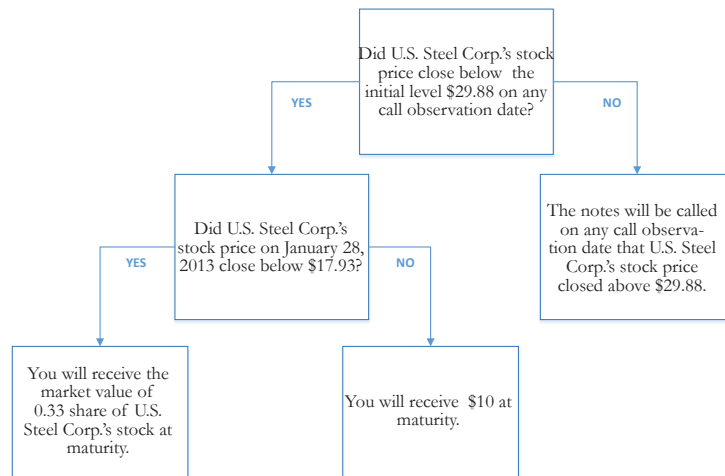 Did U.S. Steel Corp.'s stock
price close below the
initial level $29.88 on any
call observation date?
YES
NO
Did U.S. Steel Corp.'s
stock price on January 28,
2013 close below $17.93?
The notes will be called
on any call observa-
tion date that U.S. Steel
Corp.'s stock price
closed above $29.88.
YES
NO
You will receive the
market value of
0.33 share of U.S.
Steel Corp.'s stock at
maturity.
You will receive $10 at
maturity.